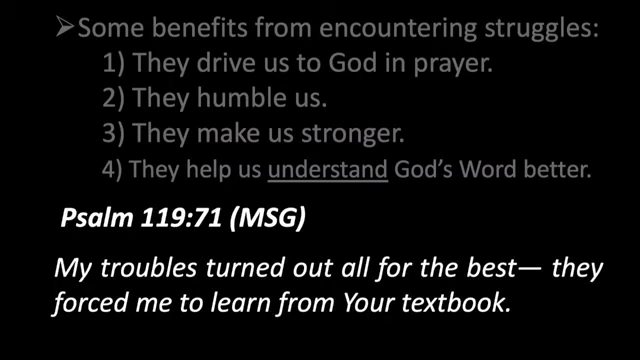 ➢Some benefits from encountering struggles:
1) They drive us to God in prayer.
2) They humble us.
3) They make us stronger.
4) They help us understand God's Word better.
Psalm 119:71 (MSG)
My troubles turned out all for the best— they
forced me to learn from Your textbook.